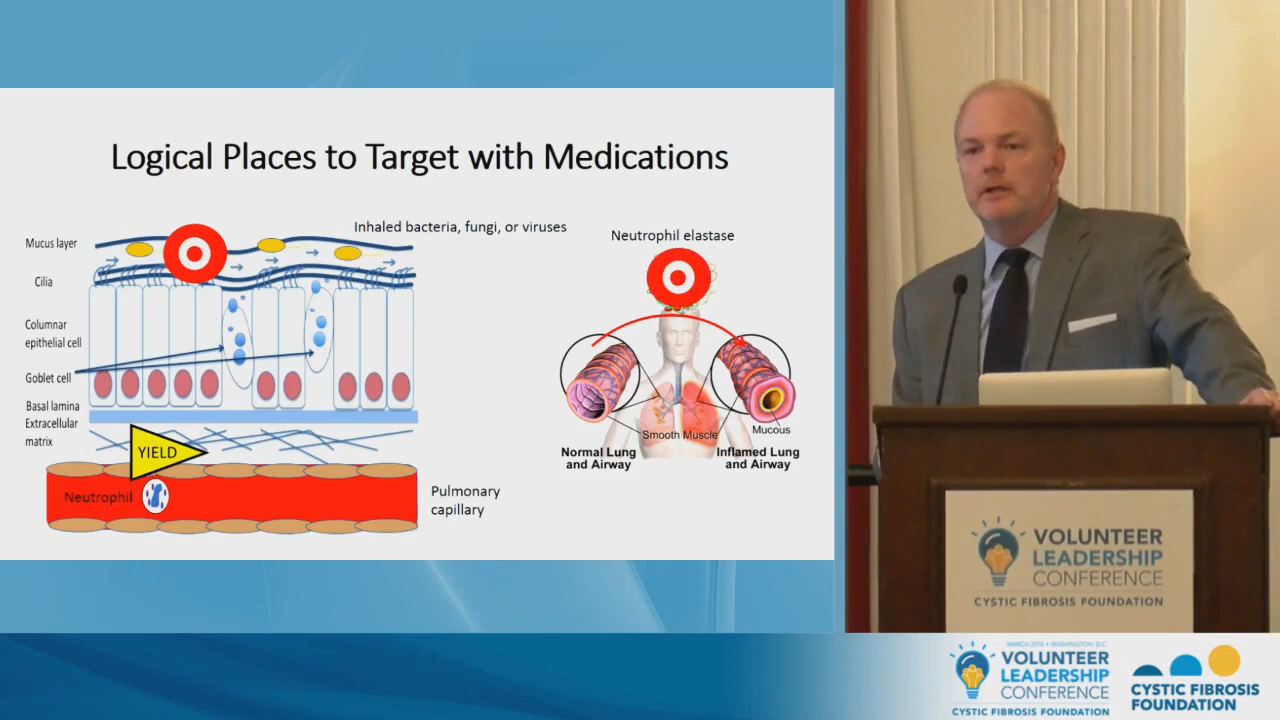 Logical Places to Target with Medications
Inhaled bacteria, fungi, or viruses
Mucus layer
Cilia
Columnar
epithelial cell
Goblet cell
Basal lamina
Extracellular
matrix
YIELD
Neutrophil
Pulmonary
capillary
Neutrophil elastase
Smooth Muscle
Mucous
Normal Lung
and Airway
Inflamed Lung
and Airway
VOLUNTEER
LEADERSHIP
CONFERENCE
CYSTIC FIBROSIS FOUNDATION
MARCH 2016 • WASHINGTON, D.C.
VOLUNTEER
LEADERSHIP
CONFERENCE
CYSTIC FIBROSIS FOUNDATION
CYSTIC FIBROSIS
FOUNDATION